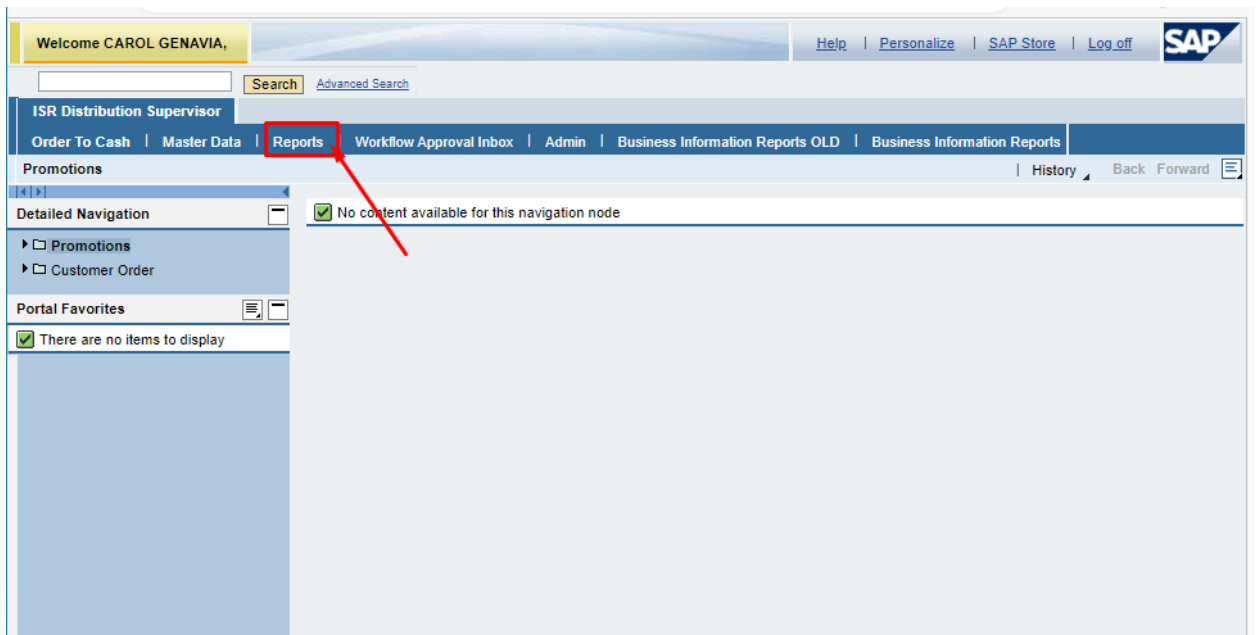 Welcome CAROL GENAVIA,
Help | Personalize | SAP Store | Log off
SAP
Search Advanced Search
ISR Distribution Supervisor
Order To Cash | Master Data | Reports Workflow Approval Inbox | Admin | Business Information Reports OLD | Business Information Reports
Promotions
| History Back Forward
Detailed Navigation
No content available for this navigation node
Promotions
Customer Order
Portal Favorites
There are no items to display